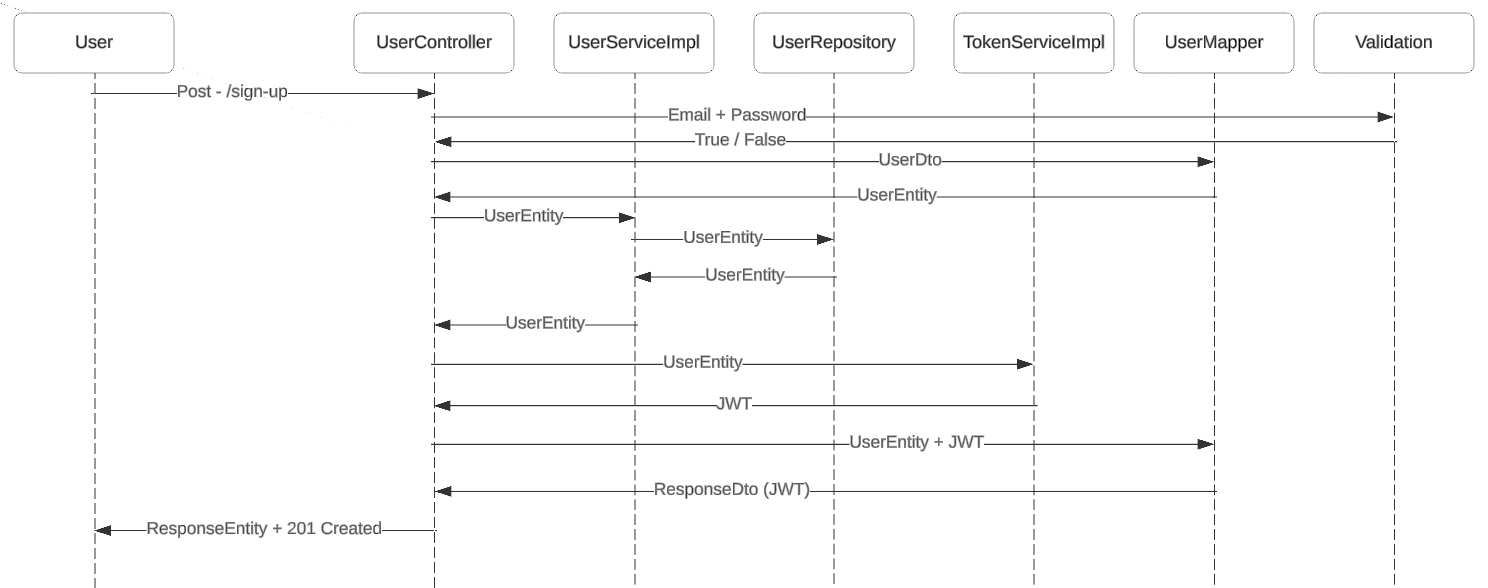 User
UserController
UserServiceImpl
UserRepository
TokenServiceImpl
UserMapper
Validation
Post - /sign-up
Email + Password
True / False
UserDto
UserEntity
UserEntity
UserEntity
UserEntity
UserEntity
UserEntity
JWT
UserEntity + JWT
ResponseDto (JWT)
ResponseEntity + 201 Created